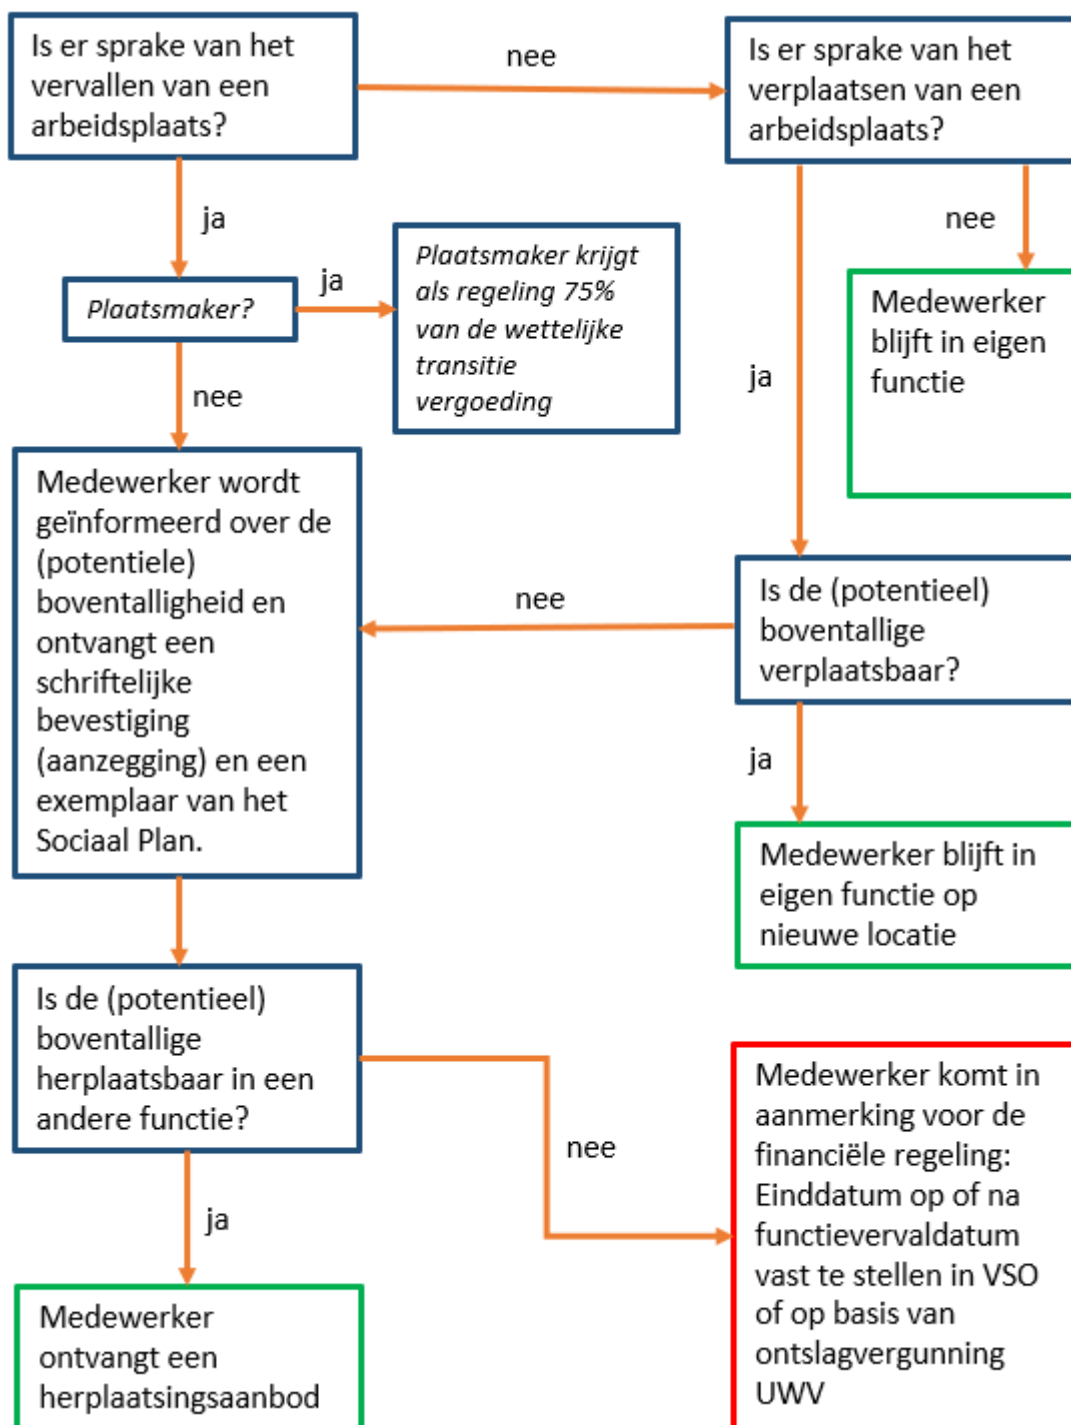 Is er sprake van het
vervallen van een
arbeidsplaats?
nee
Is er sprake van het
verplaatsen van een
arbeidsplaats?
ja
nee
Plaatsmaker?
ja
Plaatsmaker krijgt
als regeling 75%
van de wettelijke
transitie
vergoeding
Medewerker
blijft in eigen
functie
ja
nee
Medewerker wordt
geïnformeerd over de
(potentiele)
boventalligheid en
ontvangt een
schriftelijke
bevestiging
(aanzegging) en een
exemplaar van het
Sociaal Plan.
nee
Is de (potentieel)
boventallige
verplaatsbaar?
ja
Medewerker blijft in
eigen functie op
nieuwe locatie
Is de (potentieel)
boventallige
herplaatsbaar in een
andere functie?
nee
Medewerker komt in
aanmerking voor de
financiële regeling:
Einddatum op of na
functievervaldatum
vast te stellen in VSO
of op basis van
ontslagvergunning
UWV
ja
Medewerker
ontvangt een
herplaatsingsaanbod